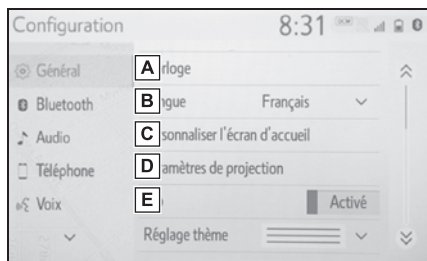 Configuration 8:31
Général
A rloge
Bluetooth
B ngue Français
Audio
C sonnaliser l'écran d'accueil
Téléphone
D amètres de projection
Voix
E Activé
Réglage thème